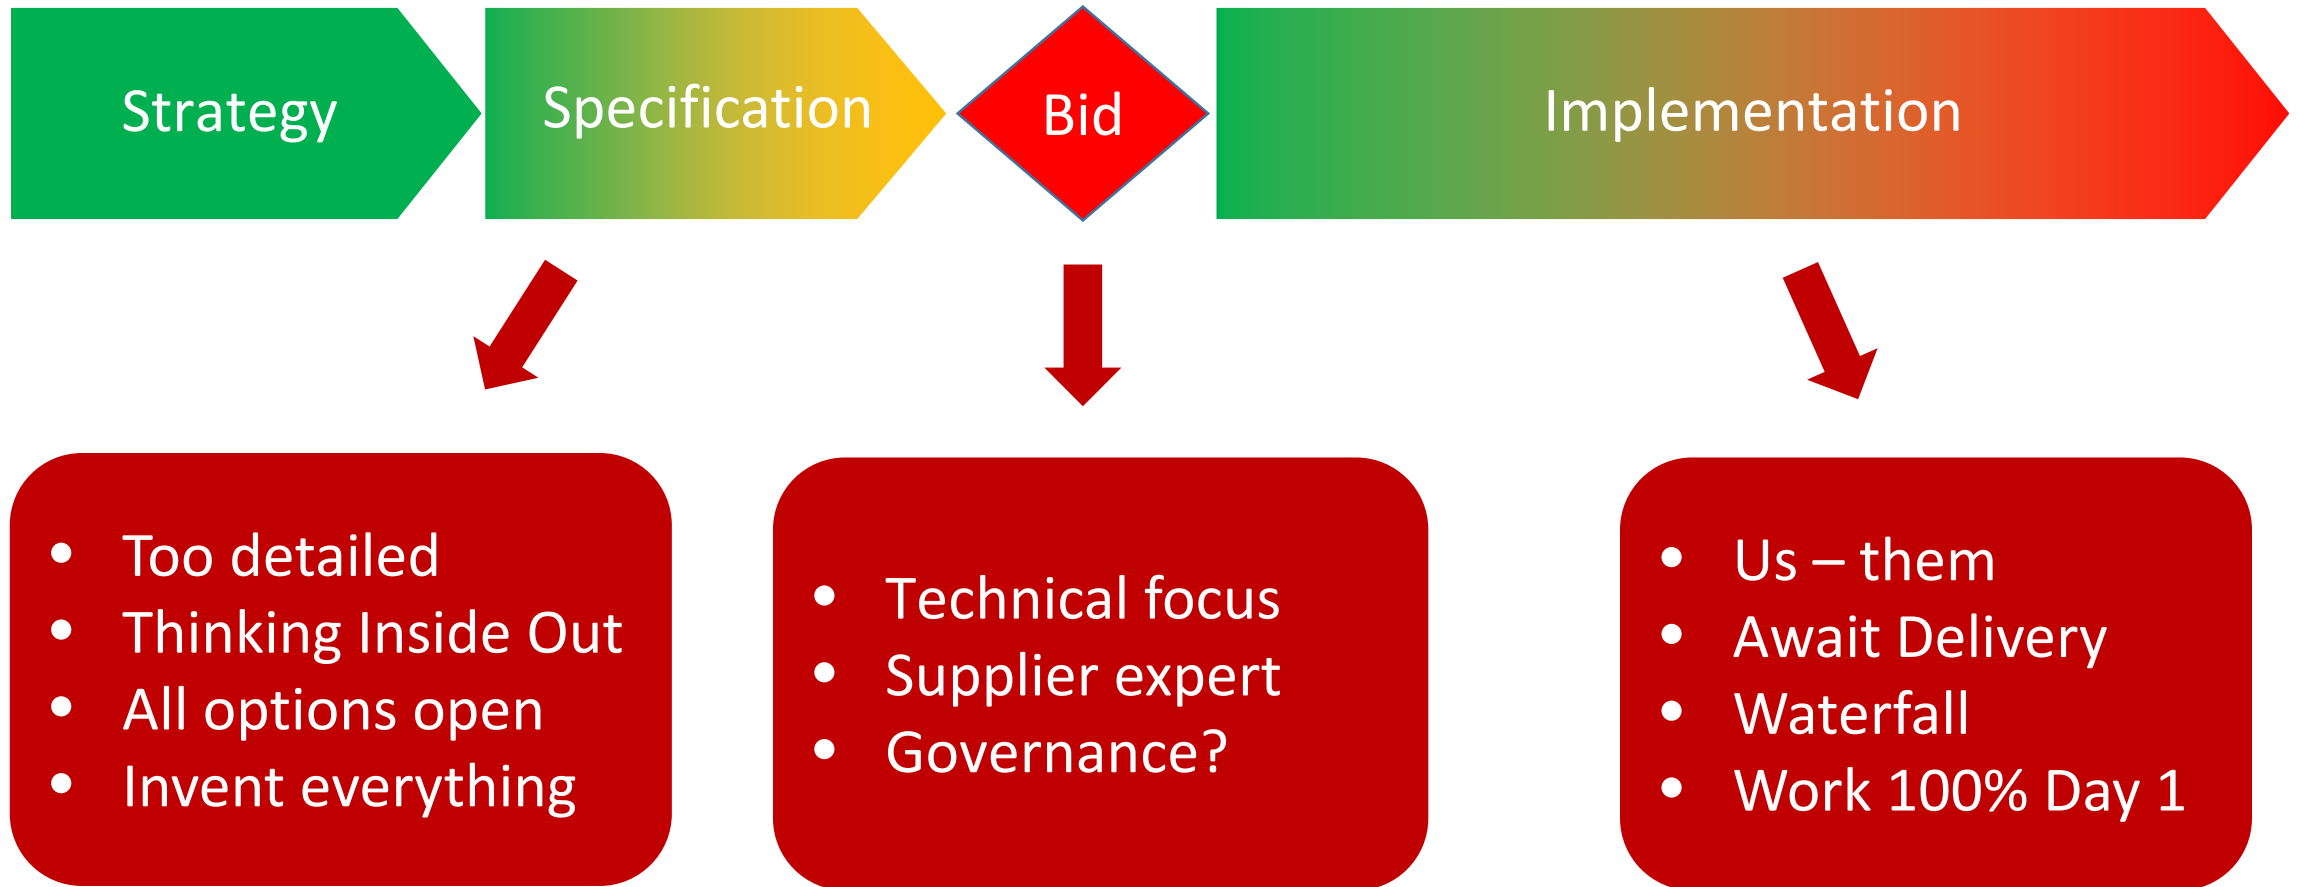 Strategy
Specification
Bid
Implementation
• Too detailed
• Thinking Inside Out
• All options open
• Invent everything
• Technical focus
• Supplier expert
• Governance?
• Us – them
• Await Delivery
• Waterfall
• Work 100% Day 1